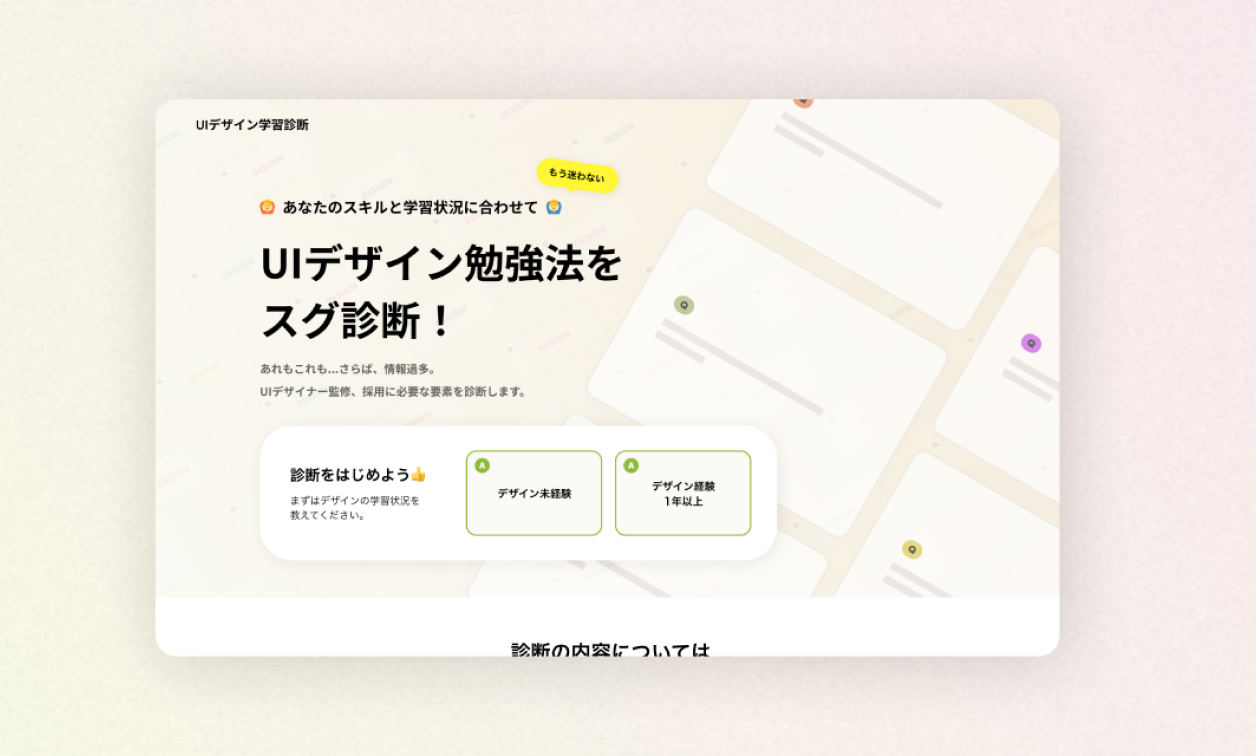 UIデザイン学習診断
もう迷わない
あなたのスキルと学習状況に合わせて
UIデザイン勉強法を
スグ診断！
あれもこれも...さらば、情報過多。
UIデザイナー監修、採用に必要な要素を診断します。
診断をはじめよう👍
まずはデザインの学習状況を
教えてください。
A
デザイン未経験
A
デザイン経験
1年以上
Q
Q
Q
診断の内容については
DESIGN
DESIGN
DESIGN
DESIGN